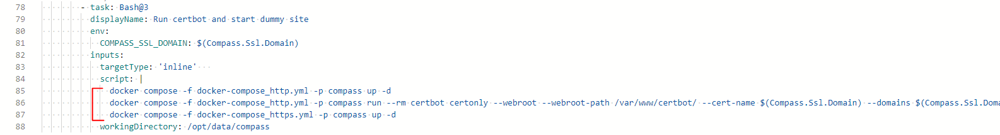 78 - task: Bash@3
79 displayName: Run certbot and start dummy site
80 env:
81 COMPASS_SSL_DOMAIN: $(Compass.Ssl.Domain)
82 inputs:
83 targetType: 'inline'
84 script: |
85 docker compose -f docker-compose_http.yml -p compass up -d
86 docker compose -f docker-compose_http.yml -p compass run --rm certbot certonly --webroot --webroot-path /var/www/certbot/ --cert-name $(Compass.Ssl.Domain) --domains $(Compass.Ssl.Doma
87 docker compose -f docker-compose_https.yml -p compass up -d
88 workingDirectory: /opt/data/compass